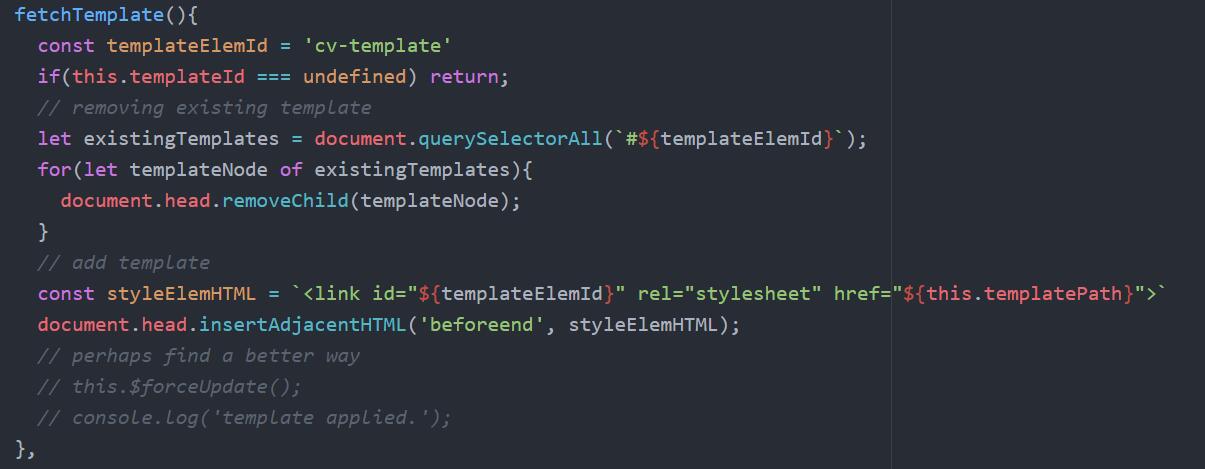 fetchTemplate(){
const templateElemId = 'cv-template'
if(this.templateId === undefined) return;
// removing existing template
let existingTemplates = document.querySelectorAll(`#${templateElemId}`);
for(let templateNode of existingTemplates){
document.head.removeChild(templateNode);
}
// add template
const styleElemHTML = `<link id="${templateElemId}" rel="stylesheet" href="${this.templatePath}">`
document.head.insertAdjacentHTML('beforeend', styleElemHTML);
// perhaps find a better way
// this.$forceUpdate();
// console.log('template applied.');
},